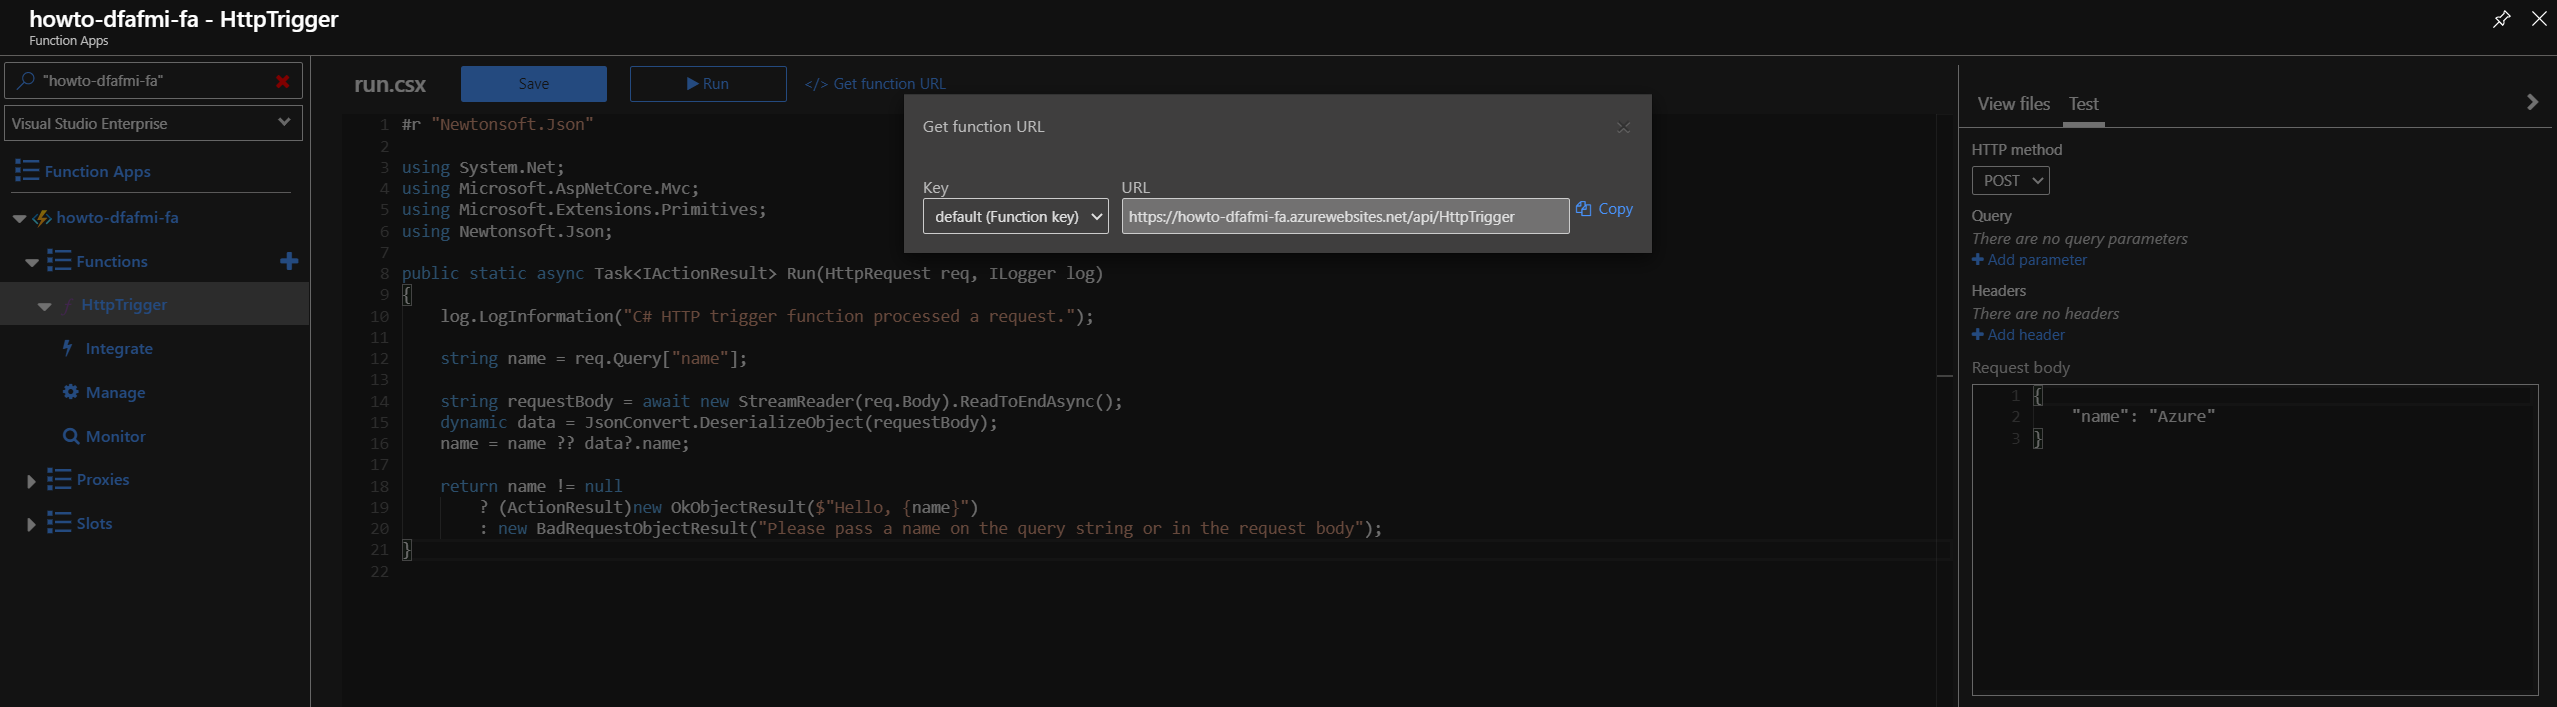 howto-dfafmi-fa - HttpTrigger
Function Apps
"howto-dfafmi-fa"
Visual Studio Enterprise
Function Apps
howto-dfafmi-fa
Functions
HttpTrigger
Integrate
Manage
Monitor
Proxies
Slots
run.csx
Save
Run
</> Get function URL
1 #r "Newtonsoft.Json"
2
3 using System.Net;
4 using Microsoft.AspNetCore.Mvc;
5 using Microsoft.Extensions.Primitives;
6 using Newtonsoft.Json;
7
8 public static async Task<IActionResult> Run(HttpRequest req, ILogger log)
9 {
10 log.LogInformation("C# HTTP trigger function processed a request.");
11
12 string name = req.Query["name"];
13
14 string requestBody = await new StreamReader(req.Body).ReadToEndAsync();
15 dynamic data = JsonConvert.DeserializeObject(requestBody);
16 name = name ?? data?.name;
17
18 return name != null
19 ? (ActionResult)new OkObjectResult($"Hello, {name}")
20 : new BadRequestObjectResult("Please pass a name on the query string or in the request body");
21 }
22
Get function URL
Key
default (Function key)
URL
https://howto-dfafmi-fa.azurewebsites.net/api/HttpTrigger
Copy
View files Test
HTTP method
POST
Query
There are no query parameters
Add parameter
Headers
There are no headers
Add header
Request body
1 {
2 "name": "Azure"
3 }